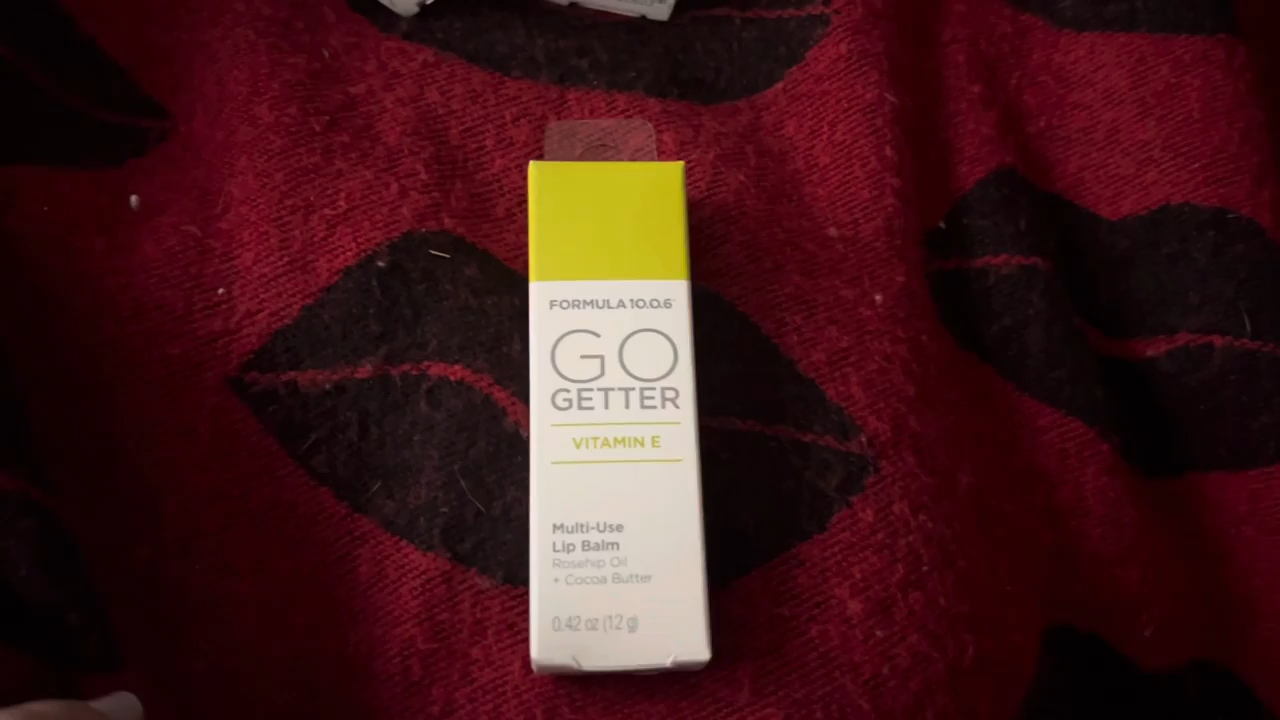 FORMULA 10.0.6
GO
GETTER
VITAMIN E
Multi-Use
Lip Balm
Rosehip Oil
+ Cocoa Butter
0.42 oz (12 g)